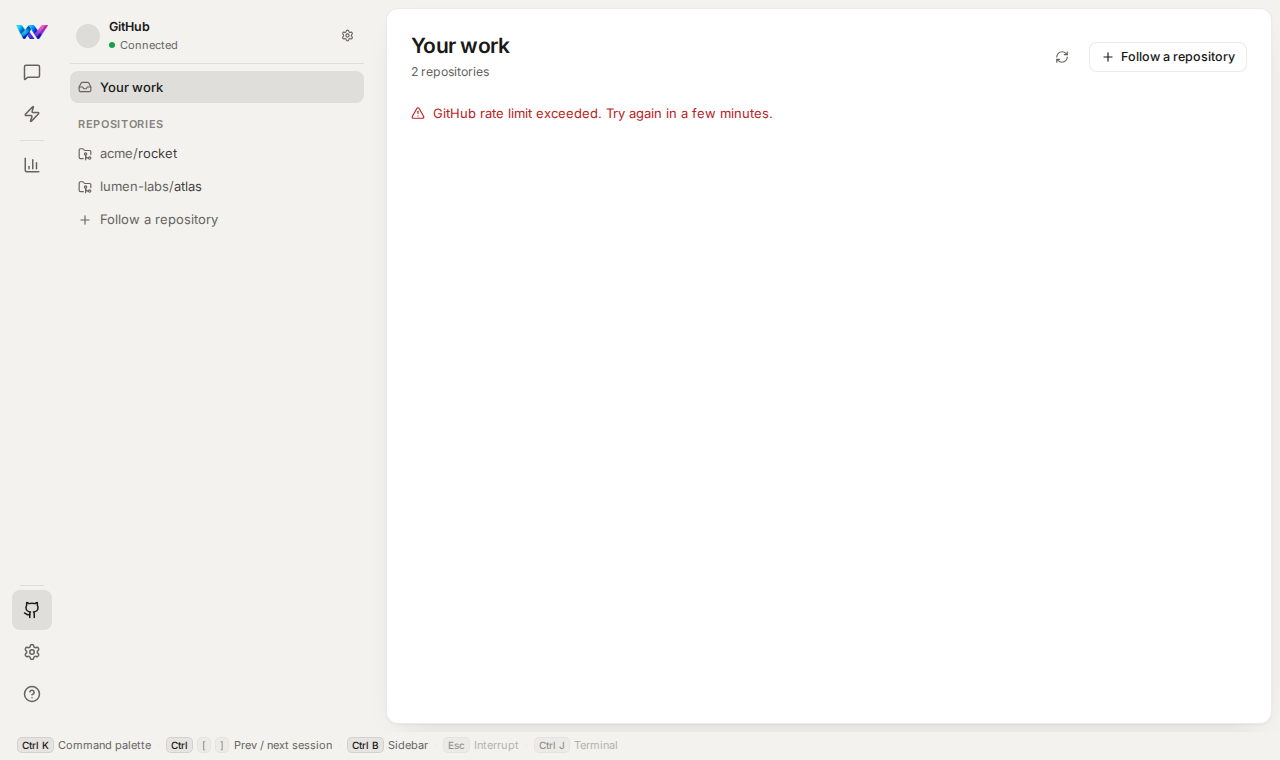 GitHub
Connected
Your work
REPOSITORIES
acme/rocket
lumen-labs/atlas
Follow a repository
Your work
2 repositories
Follow a repository
GitHub rate limit exceeded. Try again in a few minutes.
Ctrl K Command palette Ctrl [ ] Prev / next session Ctrl B Sidebar Esc Interrupt Ctrl J Terminal